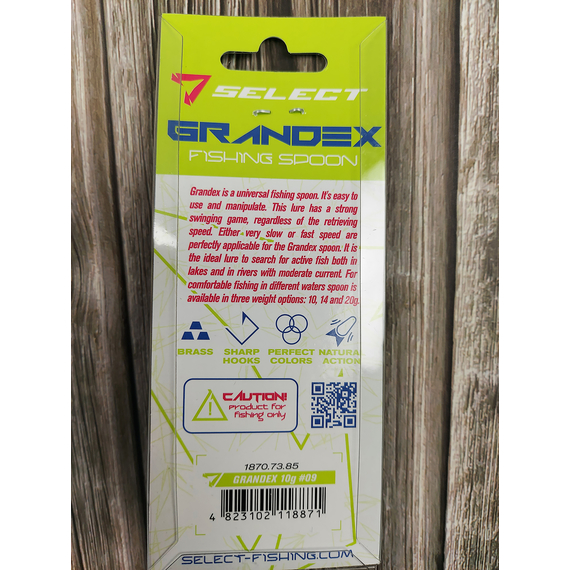 SELECT
GRANDEX
FISHING SPOON
Grandex is a universal fishing spoon. It's easy to
use and manipulate. This lure has a strong
swinging game, regardless of the retrieving
speed. Either very slow or fast speed are
perfectly applicable for the Grandex spoon. It is
the ideal lure to search for active fish both in
lakes and in rivers with moderate current. For
comfortable fishing in different waters spoon is
available in three weight options: 10, 14 and 20g.
BRASS SHARP HOOKS PERFECT COLORS NATURAL ACTION
CAUTION!
product for
fishing only
1870.73.85
GRANDEX 10g #09
4 823102 118871
SELECT-FISHING.COM